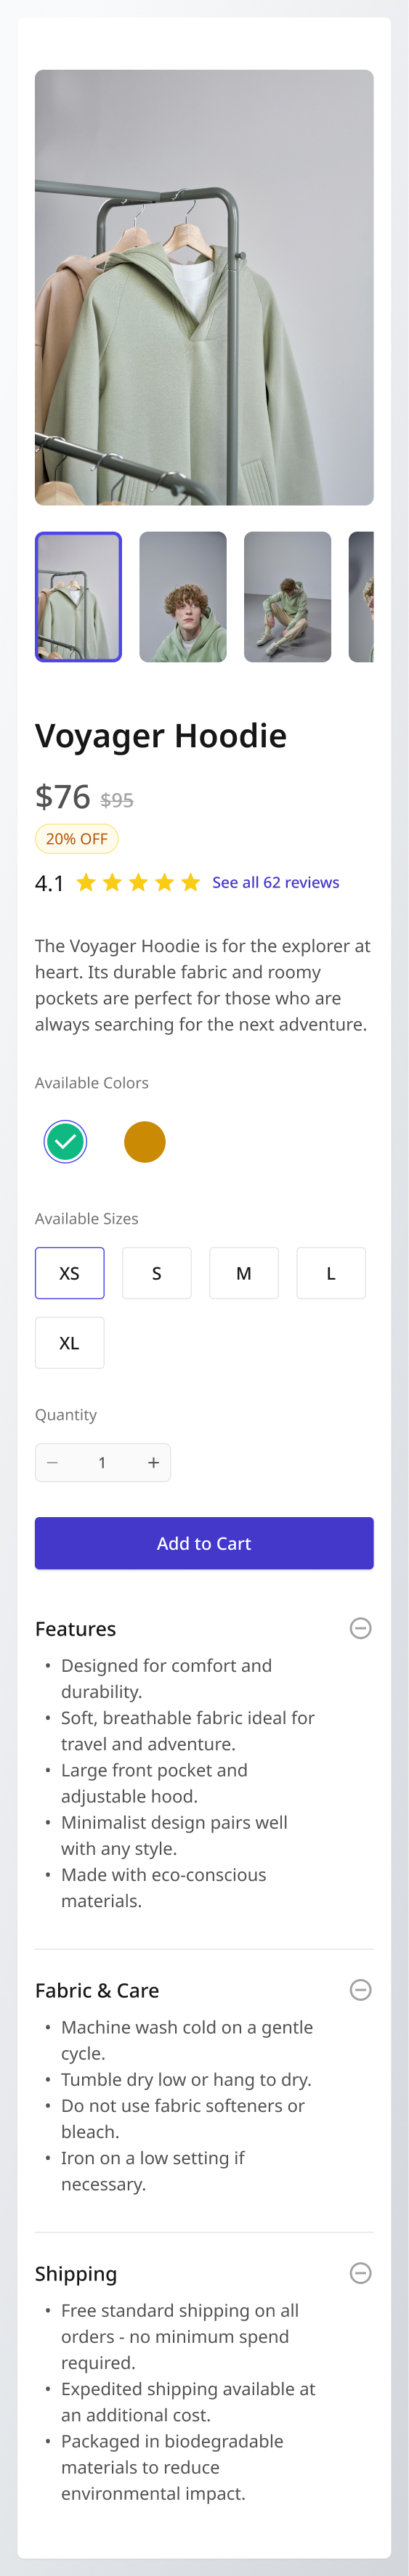 Voyager Hoodie
$76 $95
20% OFF
4.1 See all 62 reviews
The Voyager Hoodie is for the explorer at
heart. Its durable fabric and roomy
pockets are perfect for those who are
always searching for the next adventure.
Available Colors
Available Sizes
XS S M L
XL
Quantity
− 1 +
Add to Cart
Features
• Designed for comfort and
durability.
• Soft, breathable fabric ideal for
travel and adventure.
• Large front pocket and
adjustable hood.
• Minimalist design pairs well
with any style.
• Made with eco-conscious
materials.
Fabric & Care
• Machine wash cold on a gentle
cycle.
• Tumble dry low or hang to dry.
• Do not use fabric softeners or
bleach.
• Iron on a low setting if
necessary.
Shipping
• Free standard shipping on all
orders - no minimum spend
required.
• Expedited shipping available at
an additional cost.
• Packaged in biodegradable
materials to reduce
environmental impact.